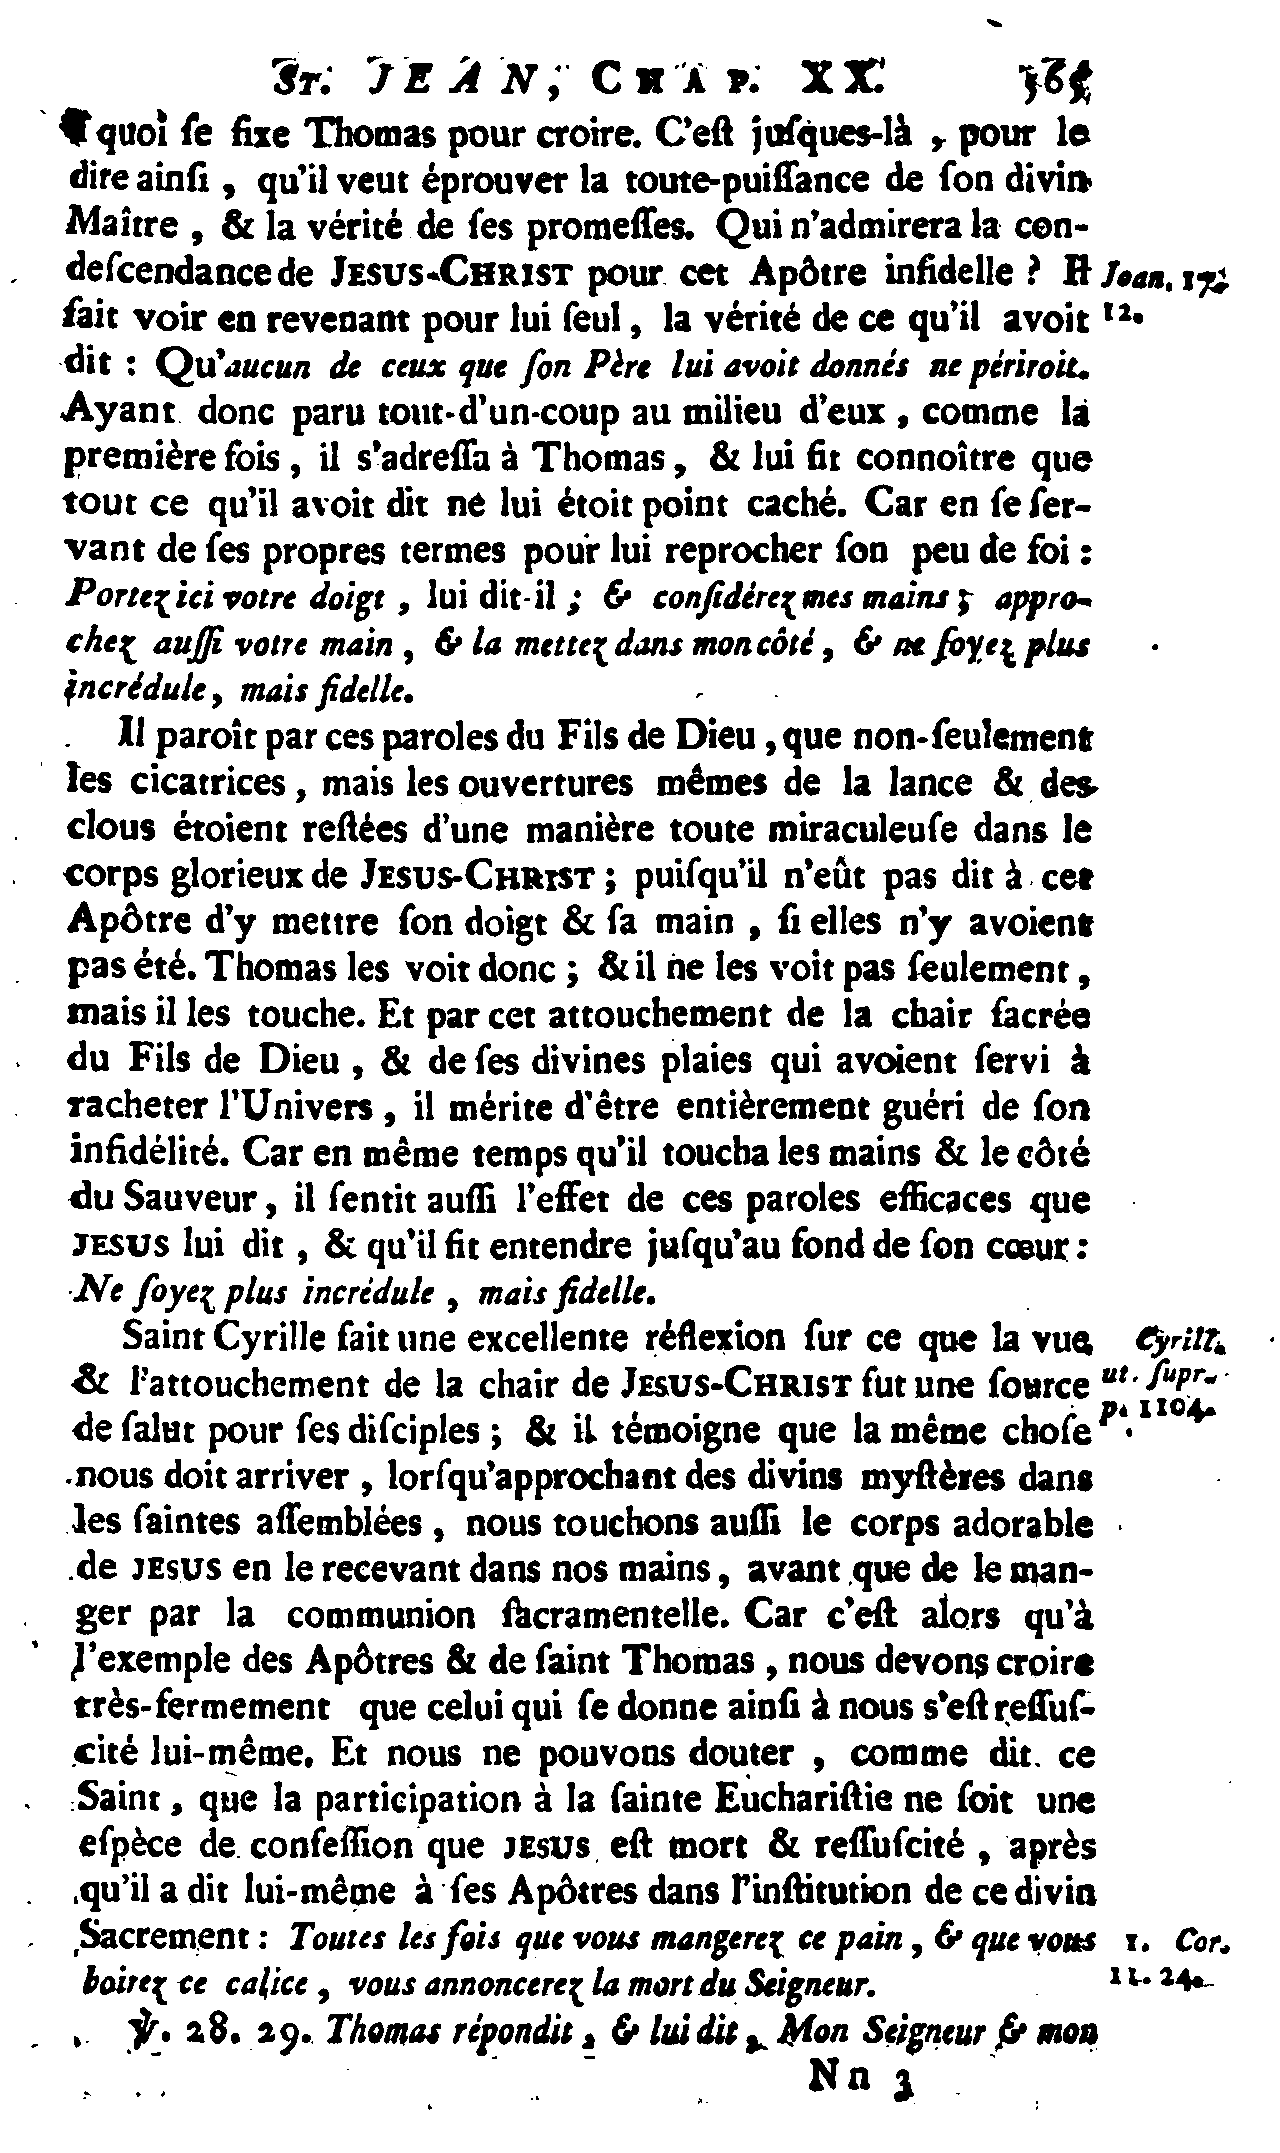 ST. JEAN, CHAP. XX. 565
quoi ſe fixe Thomas pour croire. C'eſt juſques-là, pour le
dire ainſi, qu'il veut éprouver la toute-puiſſance de ſon divin
Maître, & la vérité de ſes promeſſes. Qui n'admirera la con-
deſcendance de JESUS-CHRIST pour cet Apôtre infidelle? Il
Joan. 17.
fait voir en revenant pour lui ſeul, la vérité de ce qu'il avoit
12.
dit : Qu'aucun de ceux que ſon Père lui avoit donnés ne périroit.
Ayant donc paru tout-d'un-coup au milieu d'eux, comme la
première fois, il s'adreſſa à Thomas, & lui fit connoître que
tout ce qu'il avoit dit ne lui étoit point caché. Car en ſe ſer-
vant de ſes propres termes pour lui reprocher ſon peu de foi :
Portez ici votre doigt, lui dit-il ; & conſidérez mes mains ; appro-
chez auſſi votre main, & la mettez dans mon côté, & ne ſoyez plus
incrédule, mais fidelle.
Il paroît par ces paroles du Fils de Dieu, que non-ſeulement
les cicatrices, mais les ouvertures mêmes de la lance & des
clous étoient reſtées d'une manière toute miraculeuſe dans le
corps glorieux de JESUS-CHRIST ; puiſqu'il n'eût pas dit à cet
Apôtre d'y mettre ſon doigt & ſa main, ſi elles n'y avoient
pas été. Thomas les voit donc ; & il ne les voit pas ſeulement,
mais il les touche. Et par cet attouchement de la chair ſacrée
du Fils de Dieu, & de ſes divines plaies qui avoient ſervi à
racheter l'Univers, il mérite d'être entièrement guéri de ſon
infidélité. Car en même temps qu'il toucha les mains & le côté
du Sauveur, il ſentit auſſi l'effet de ces paroles efficaces que
JESUS lui dit, & qu'il fit entendre juſqu'au fond de ſon cœur :
Ne ſoyez plus incrédule, mais fidelle.
Saint Cyrille fait une excellente réflexion ſur ce que la vue
Cyrill.
& l'attouchement de la chair de JESUS-CHRIST fut une ſource
ut. ſupr.
de ſalut pour ſes diſciples ; & il témoigne que la même choſe
p. 1104.
nous doit arriver, lorſqu'approchant des divins myſtères dans
les ſaintes aſſemblées, nous touchons auſſi le corps adorable
de JESUS en le recevant dans nos mains, avant que de le man-
ger par la communion ſacramentelle. Car c'eſt alors qu'à
l'exemple des Apôtres & de ſaint Thomas, nous devons croire
très-fermement que celui qui ſe donne ainſi à nous s'eſt reſſuſ-
cité lui-même. Et nous ne pouvons douter, comme dit ce
Saint, que la participation à la ſainte Euchariſtie ne ſoit une
eſpèce de confeſſion que JESUS eſt mort & reſſuſcité, après
qu'il a dit lui-même à ſes Apôtres dans l'inſtitution de ce divin
Sacrement : Toutes les fois que vous mangerez ce pain, & que vous
1. Cor.
boirez ce calice, vous annoncerez la mort du Seigneur.
11. 24.
℣. 28. 29. Thomas répondit, & lui dit, Mon Seigneur & mon
Nn 3